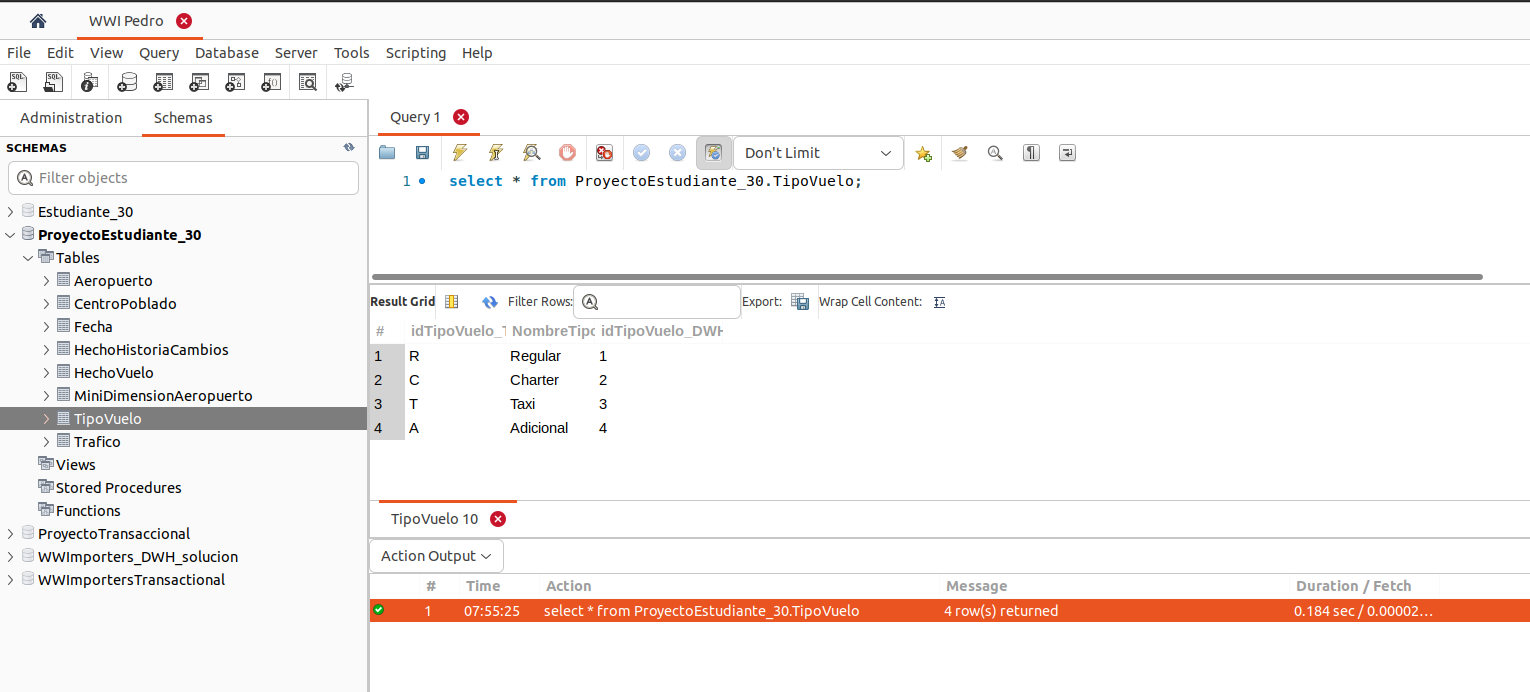 WWI Pedro
File Edit View Query Database Server Tools Scripting Help
Administration Schemas
SCHEMAS
Filter objects
Estudiante_30
ProyectoEstudiante_30
Tables
Aeropuerto
CentroPoblado
Fecha
HechoHistoriaCambios
HechoVuelo
MiniDimensionAeropuerto
TipoVuelo
Trafico
Views
Stored Procedures
Functions
ProyectoTransaccional
WWImporters_DWH_solucion
WWImportersTransactional
Query 1
Don't Limit
1 select * from ProyectoEstudiante_30.TipoVuelo;
Result Grid Filter Rows: Export: Wrap Cell Content:
# idTipoVuelo_T NombreTipo idTipoVuelo_DWH
1 R Regular 1
2 C Charter 2
3 T Taxi 3
4 A Adicional 4
TipoVuelo 10
Action Output
# Time Action Message Duration / Fetch
1 07:55:25 select * from ProyectoEstudiante_30.TipoVuelo 4 row(s) returned 0.184 sec / 0.00002...